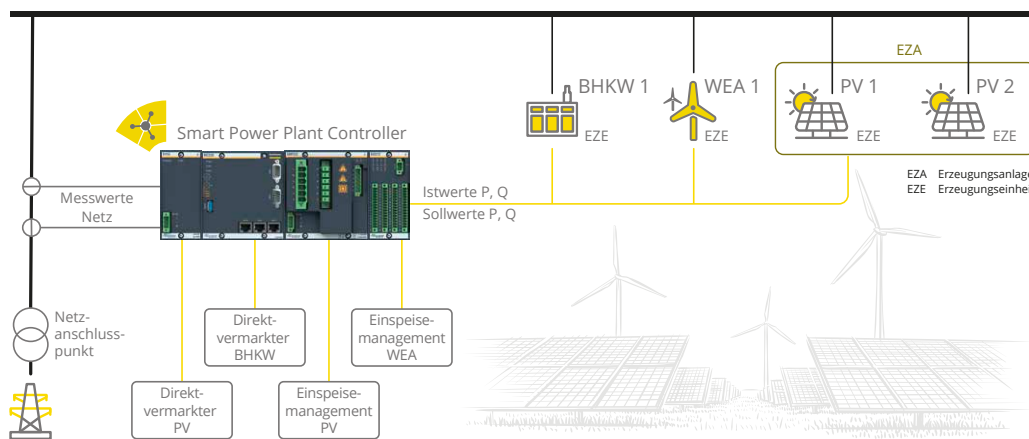 EZA
BHKW 1
EZE
WEA 1
EZE
PV 1
EZE
PV 2
EZE
EZA Erzeugungsanlage
EZE Erzeugungseinheit
Smart Power Plant Controller
Messwerte
Netz
Istwerte P, Q
Sollwerte P, Q
Netz-
anschluss-
punkt
Direkt-
vermarkter
BHKW
Einspeise-
management
WEA
Direkt-
vermarkter
PV
Einspeise-
management
PV